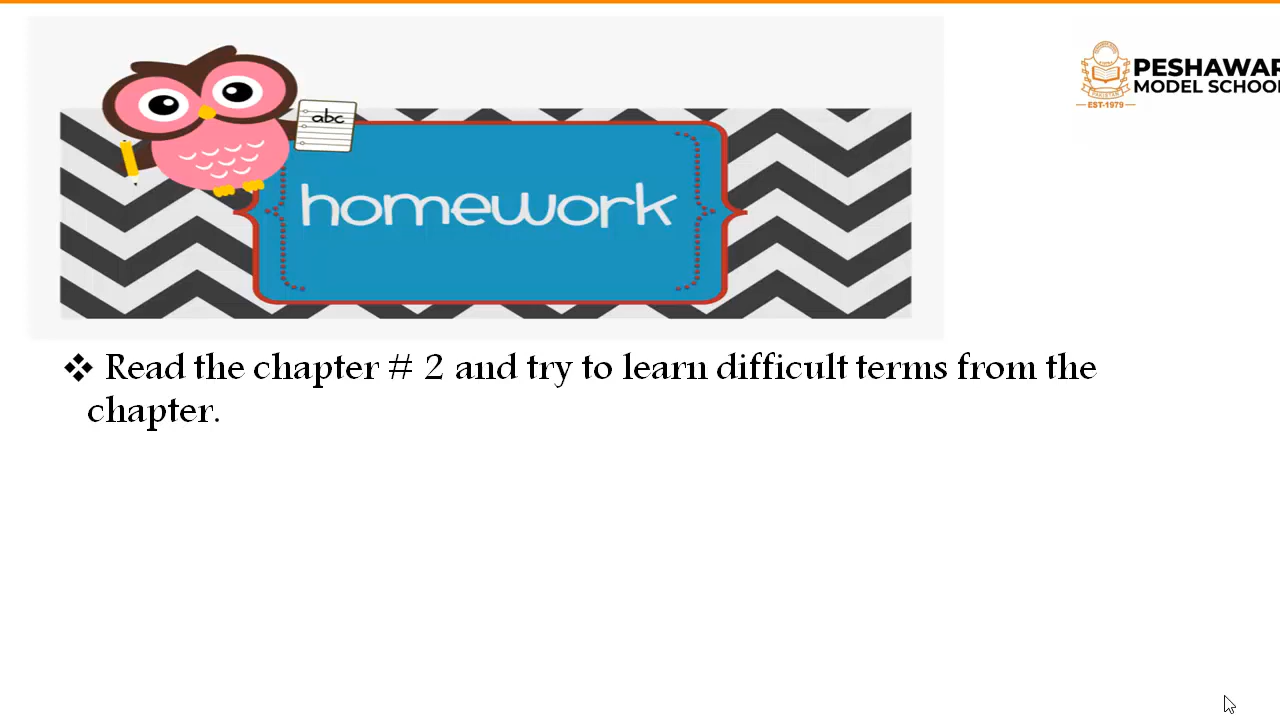 PESHAWAR
MODEL SCHOOL
EST-1979
abc
homework
❖ Read the chapter # 2 and try to learn difficult terms from the
chapter.